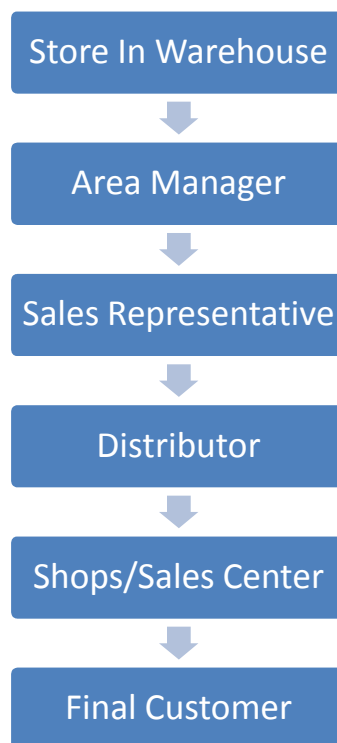 Store In Warehouse
Area Manager
Sales Representative
Distributor
Shops/Sales Center
Final Customer